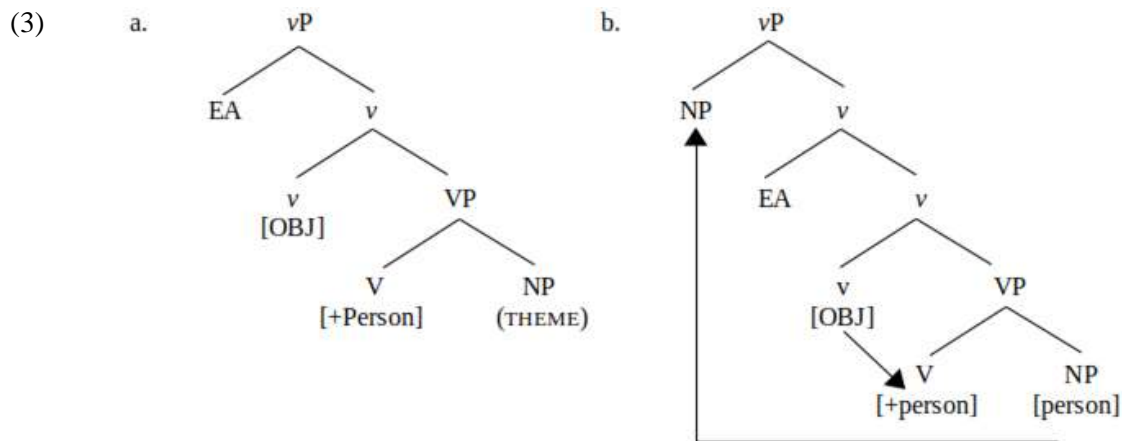 (3) a. vP b. vP
EA v NP v
v VP EA v
[OBJ]
V NP v VP
[+Person] (THEME) [OBJ]
V NP
[+person] [person]